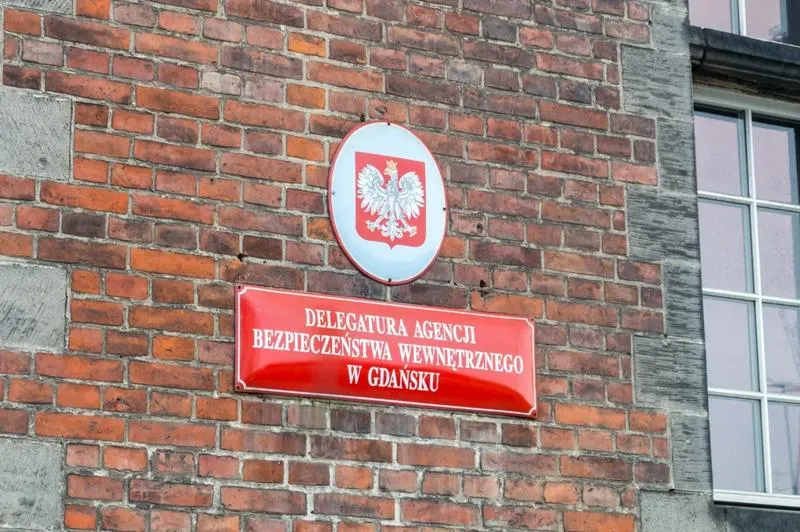 DELEGATURA AGENCJI
BEZPIECZEŃSTWA WEWNĘTRZNEGO
W GDAŃSKU